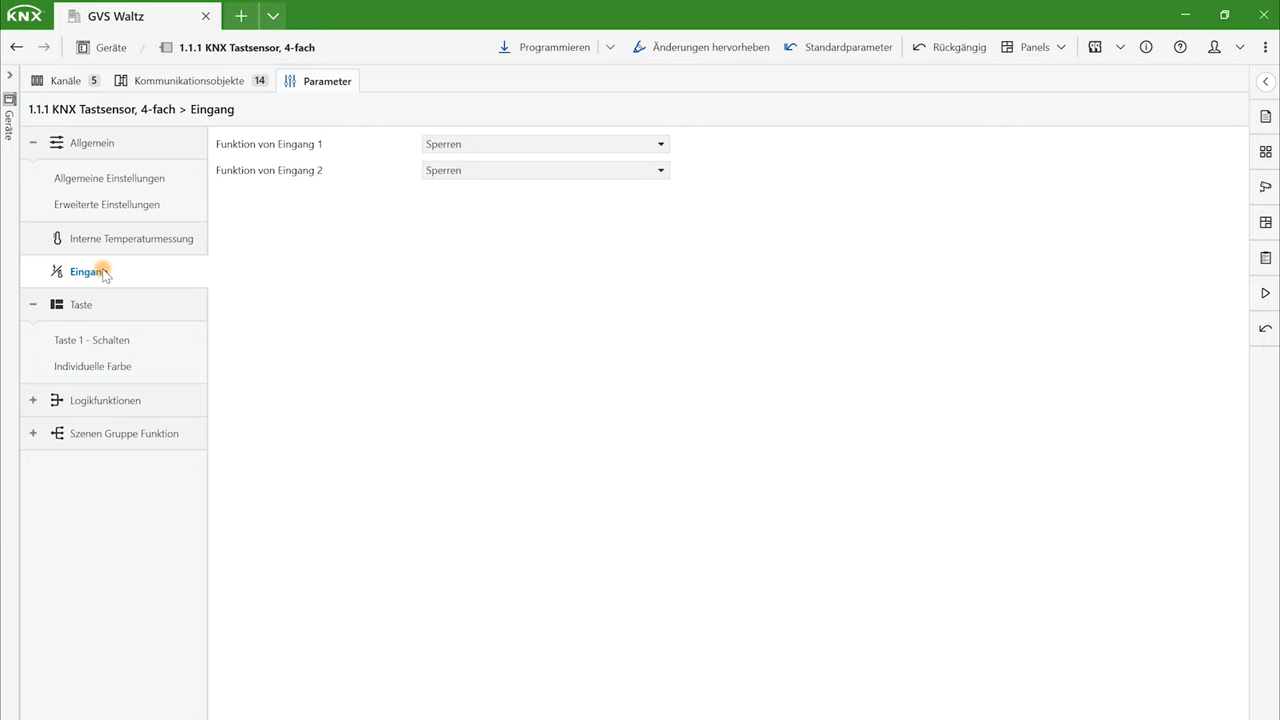 KNX
GVS Waltz
Geräte / 1.1.1 KNX Tastsensor, 4-fach
Programmieren Änderungen hervorheben Standardparameter Rückgängig Panels
Kanäle 5 Kommunikationsobjekte 14 Parameter
Geräte
1.1.1 KNX Tastsensor, 4-fach > Eingang
Allgemein
Allgemeine Einstellungen
Erweiterte Einstellungen
Interne Temperaturmessung
Eingang
Taste
Taste 1 - Schalten
Individuelle Farbe
Logikfunktionen
Szenen Gruppe Funktion
Funktion von Eingang 1 Sperren
Funktion von Eingang 2 Sperren